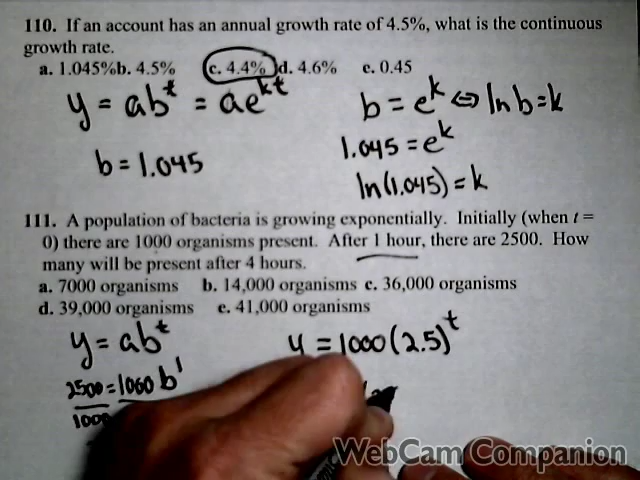 110. If an account has an annual growth rate of 4.5%, what is the continuous
growth rate.
a. 1.045%b. 4.5% c. 4.4% d. 4.6% e. 0.45
y = ab^t = ae^kt
b = e^k ⇔ ln b = k
b = 1.045
1.045 = e^k
ln(1.045) = k
111. A population of bacteria is growing exponentially. Initially (when t =
0) there are 1000 organisms present. After 1 hour, there are 2500. How
many will be present after 4 hours.
a. 7000 organisms b. 14,000 organisms c. 36,000 organisms
d. 39,000 organisms e. 41,000 organisms
y = ab^t
y = 1000(2.5)^t
2500 = 1000 b^1
1000
WebCam Companion